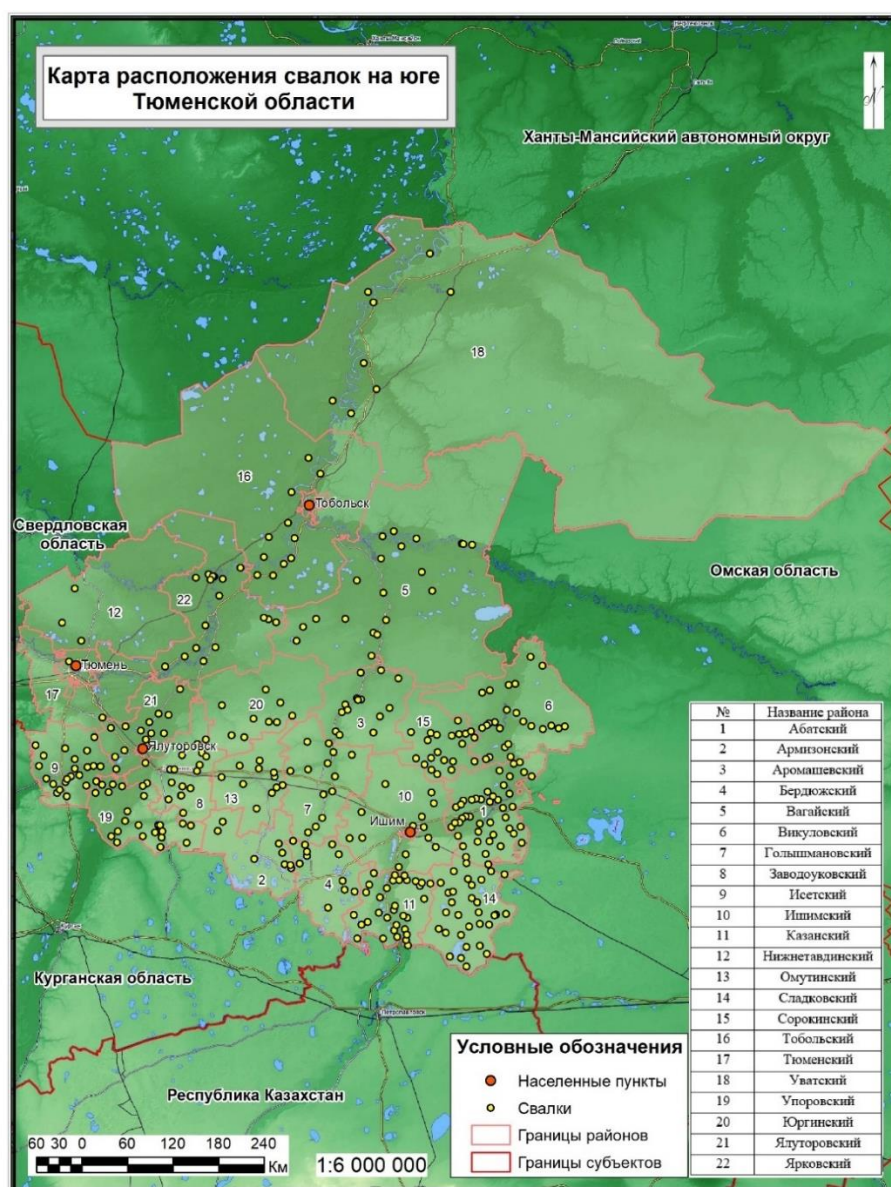 Карта расположения свалок на юге
Тюменской области
N
Ханты-Мансийский автономный округ
18
16
Тобольск
Свердловская
область
Омская область
5
22
12
Тюмень
17
21
20
6
3
15
Ялуторовск
9
10
8
13
7
1
19
Ишим
2
4
11
14
Курганская область
Петропавловск
Республика Казахстан
№ Название района
1 Абатский
2 Армизонский
3 Аромашевский
4 Бердюжский
5 Вагайский
6 Викуловский
7 Голышмановский
8 Заводоуковский
9 Исетский
10 Ишимский
11 Казанский
12 Нижнетавдинский
13 Омутинский
14 Сладковский
15 Сорокинский
16 Тобольский
17 Тюменский
18 Уватский
19 Упоровский
20 Юргинский
21 Ялуторовский
22 Ярковский
Условные обозначения
Населенные пункты
Свалки
Границы районов
Границы субъектов
60 30 0 60 120 180 240
Км
1:6 000 000